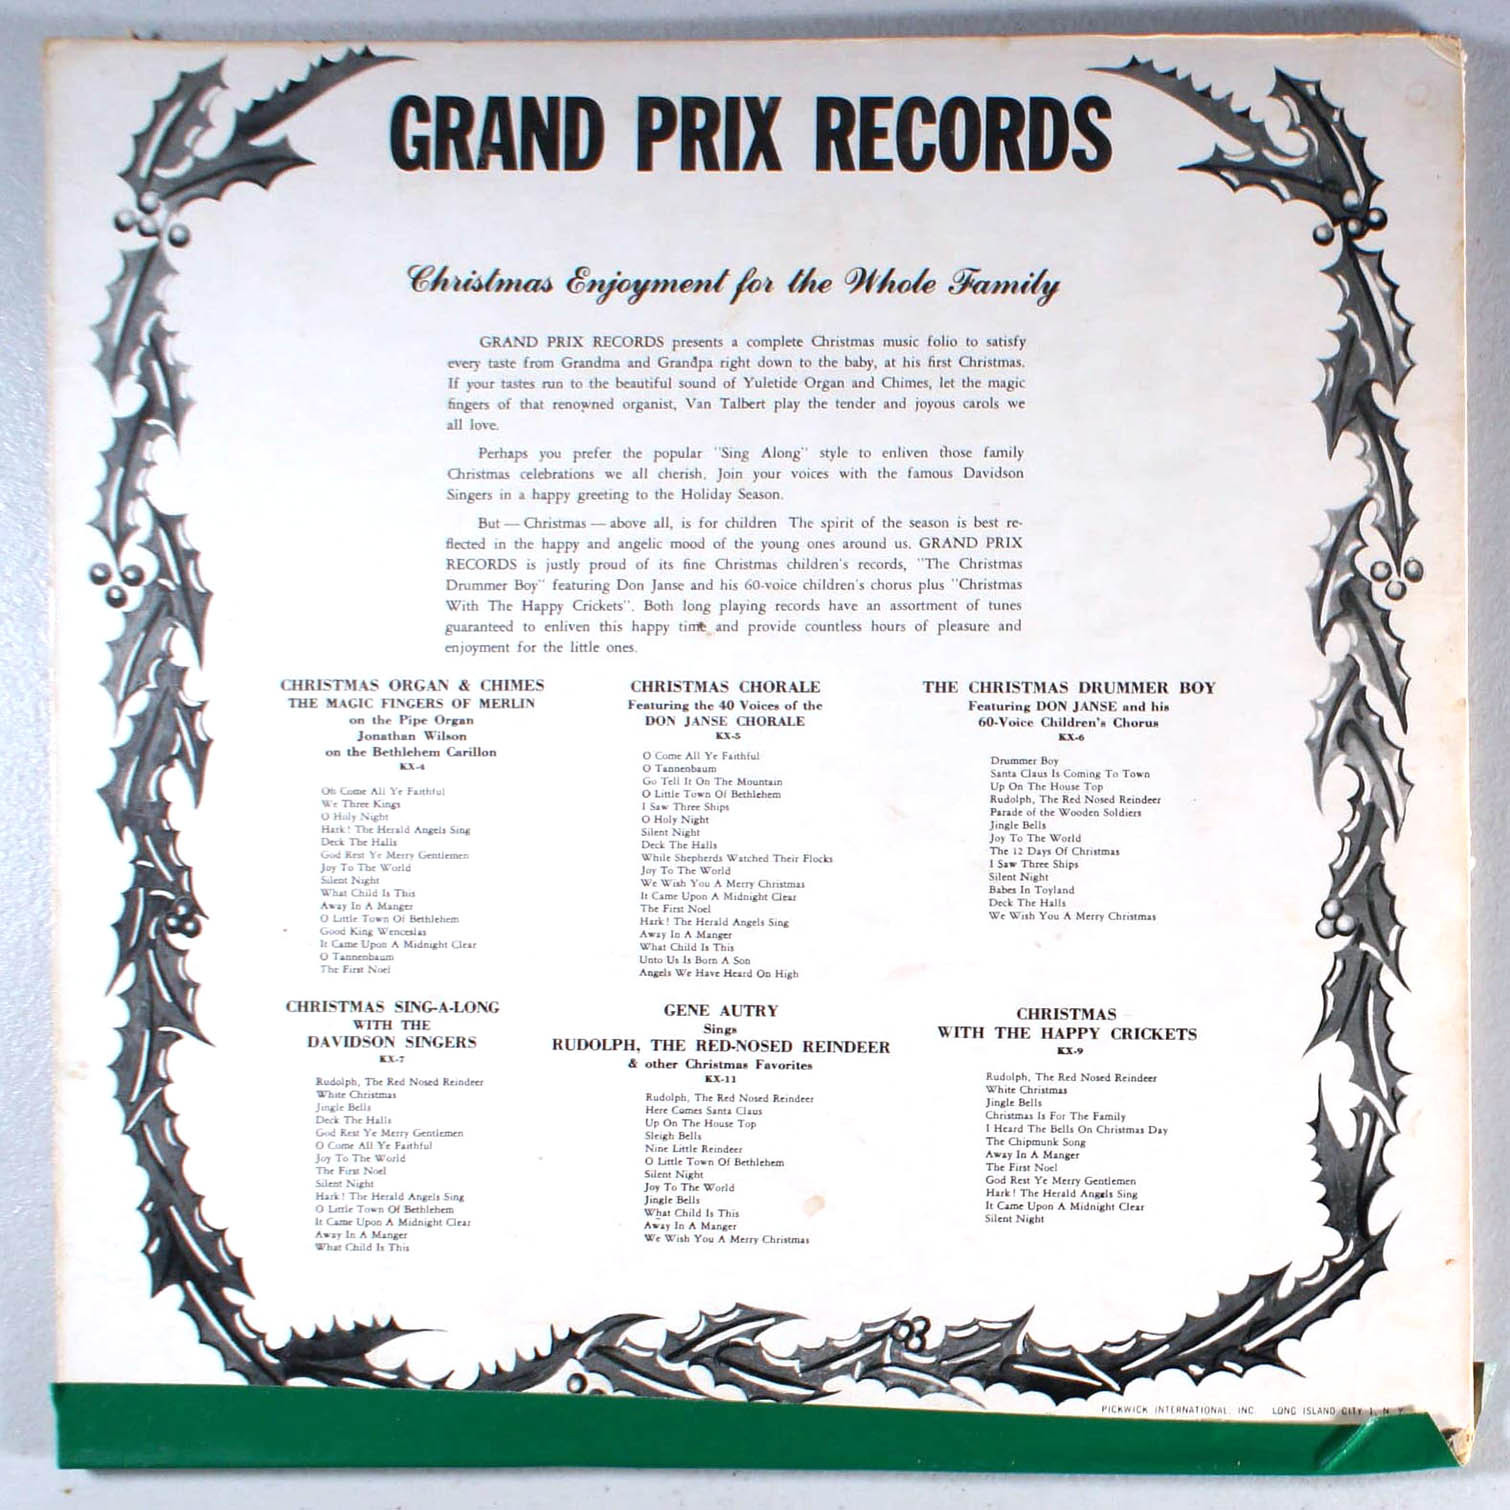 GRAND PRIX RECORDS
Christmas Enjoyment for the Whole Family
GRAND PRIX RECORDS presents a complete Christmas music folio to satisfy
every taste from Grandma and Grandpa right down to the baby, at his first Christmas.
If your tastes run to the beautiful sound of Yuletide Organ and Chimes, let the magic
fingers of that renowned organist, Van Talbert play the tender and joyous carols we
all love.
Perhaps you prefer the popular "Sing Along" style to enliven those family
Christmas celebrations we all cherish. Join your voices with the famous Davidson
Singers in a happy greeting to the Holiday Season.
But — Christmas — above all, is for children The spirit of the season is best re-
flected in the happy and angelic mood of the young ones around us. GRAND PRIX
RECORDS is justly proud of its fine Christmas children's records, "The Christmas
Drummer Boy" featuring Don Janse and his 60-voice children's chorus plus "Christmas
With The Happy Crickets". Both long playing records have an assortment of tunes
guaranteed to enliven this happy time and provide countless hours of pleasure and
enjoyment for the little ones.
CHRISTMAS ORGAN & CHIMES
THE MAGIC FINGERS OF MERLIN
on the Pipe Organ
Jonathan Wilson
on the Bethlehem Carillon
KX-4
Oh Come All Ye Faithful
We Three Kings
O Holy Night
Hark! The Herald Angels Sing
Deck The Halls
God Rest Ye Merry Gentlemen
Joy To The World
Silent Night
What Child Is This
Away In A Manger
O Little Town Of Bethlehem
Good King Wenceslas
It Came Upon A Midnight Clear
O Tannenbaum
The First Noel
CHRISTMAS CHORALE
Featuring the 40 Voices of the
DON JANSE CHORALE
KX-5
O Come All Ye Faithful
O Tannenbaum
Go Tell It On The Mountain
O Little Town Of Bethlehem
I Saw Three Ships
O Holy Night
Silent Night
Deck The Halls
While Shepherds Watched Their Flocks
Joy To The World
We Wish You A Merry Christmas
It Came Upon A Midnight Clear
The First Noel
Hark! The Herald Angels Sing
Away In A Manger
What Child Is This
Unto Us Is Born A Son
Angels We Have Heard On High
THE CHRISTMAS DRUMMER BOY
Featuring DON JANSE and his
60-Voice Children's Chorus
KX-6
Drummer Boy
Santa Claus Is Coming To Town
Up On The House Top
Rudolph, The Red Nosed Reindeer
Parade of the Wooden Soldiers
Jingle Bells
Joy To The World
The 12 Days Of Christmas
I Saw Three Ships
Silent Night
Babes In Toyland
Deck The Halls
We Wish You A Merry Christmas
CHRISTMAS SING-A-LONG
WITH THE
DAVIDSON SINGERS
KX-7
Rudolph, The Red Nosed Reindeer
White Christmas
Jingle Bells
Deck The Halls
God Rest Ye Merry Gentlemen
O Come All Ye Faithful
Joy To The World
The First Noel
Silent Night
Hark! The Herald Angels Sing
O Little Town Of Bethlehem
It Came Upon A Midnight Clear
Away In A Manger
What Child Is This
GENE AUTRY
Sings
RUDOLPH, THE RED-NOSED REINDEER
& other Christmas Favorites
KX-11
Rudolph, The Red Nosed Reindeer
Here Comes Santa Claus
Up On The House Top
Sleigh Bells
Nine Little Reindeer
O Little Town Of Bethlehem
Silent Night
Joy To The World
Jingle Bells
What Child Is This
Away In A Manger
We Wish You A Merry Christmas
CHRISTMAS
WITH THE HAPPY CRICKETS
KX-9
Rudolph, The Red Nosed Reindeer
White Christmas
Jingle Bells
Christmas Is For The Family
I Heard The Bells On Christmas Day
The Chipmunk Song
Away In A Manger
The First Noel
God Rest Ye Merry Gentlemen
Hark! The Herald Angels Sing
It Came Upon A Midnight Clear
Silent Night
PICKWICK INTERNATIONAL, INC. LONG ISLAND CITY 1, N. Y.